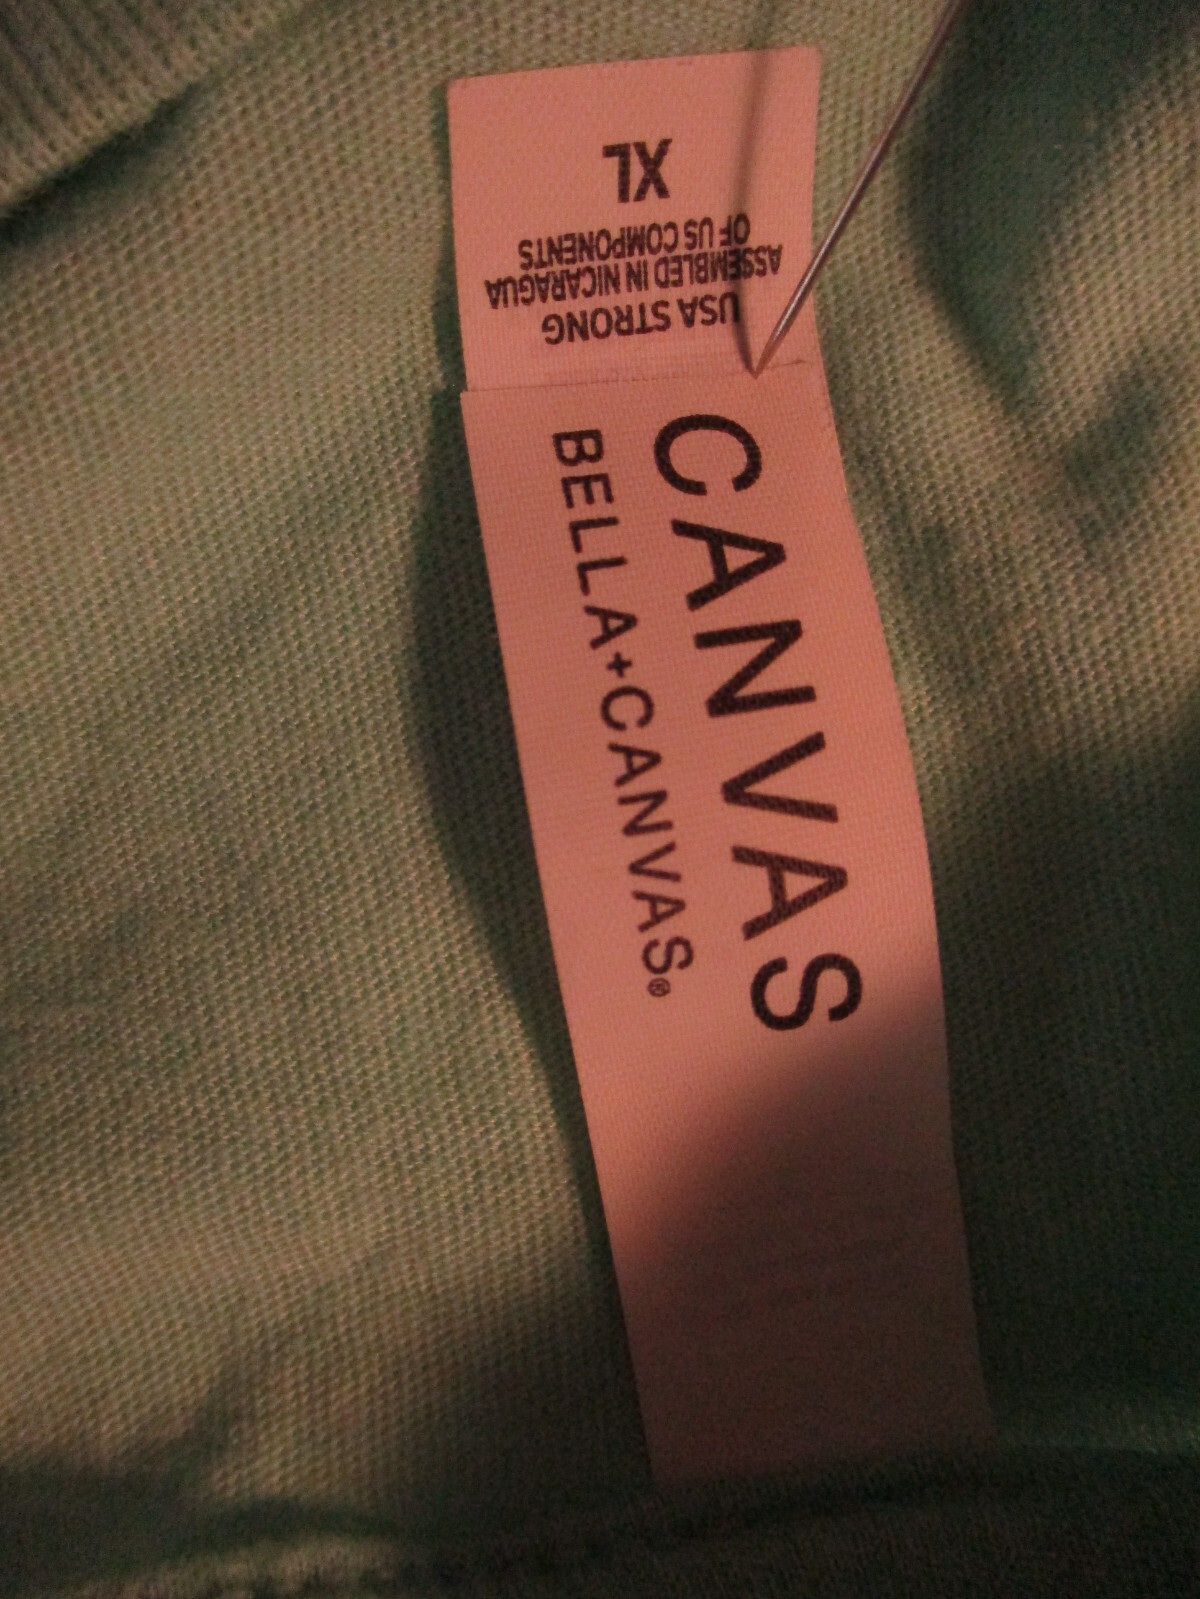 CANVAS
BELLA+CANVAS®
USA STRONG
ASSEMBLED IN NICARAGUA
OF US COMPONENTS
XL